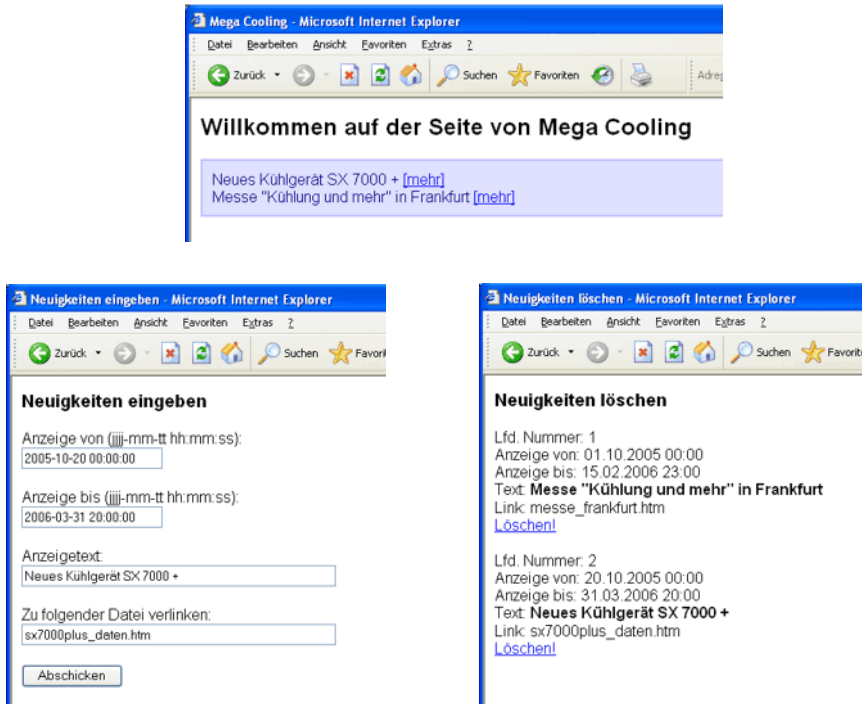 Mega Cooling - Microsoft Internet Explorer
Datei Bearbeiten Ansicht Favoriten Extras ?
Zurück Suchen Favoriten
Willkommen auf der Seite von Mega Cooling
Neues Kühlgerät SX 7000 + [mehr]
Messe "Kühlung und mehr" in Frankfurt [mehr]
Neuigkeiten eingeben - Microsoft Internet Explorer
Datei Bearbeiten Ansicht Favoriten Extras ?
Zurück Suchen
Neuigkeiten eingeben
Anzeige von (jjjj-mm-tt hh:mm:ss):
2005-10-20 00:00:00
Anzeige bis (jjjj-mm-tt hh:mm:ss):
2006-03-31 20:00:00
Anzeigetext:
Neues Kühlgerät SX 7000 +
Zu folgender Datei verlinken:
sx7000plus_daten.htm
Abschicken
Neuigkeiten löschen - Microsoft Internet Explorer
Datei Bearbeiten Ansicht Favoriten Extras ?
Zurück Suchen
Neuigkeiten löschen
Lfd. Nummer: 1
Anzeige von: 01.10.2005 00:00
Anzeige bis: 15.02.2006 23:00
Text: Messe "Kühlung und mehr" in Frankfurt
Link: messe_frankfurt.htm
Löschen!
Lfd. Nummer: 2
Anzeige von: 20.10.2005 00:00
Anzeige bis: 31.03.2006 20:00
Text: Neues Kühlgerät SX 7000 +
Link: sx7000plus_daten.htm
Löschen!